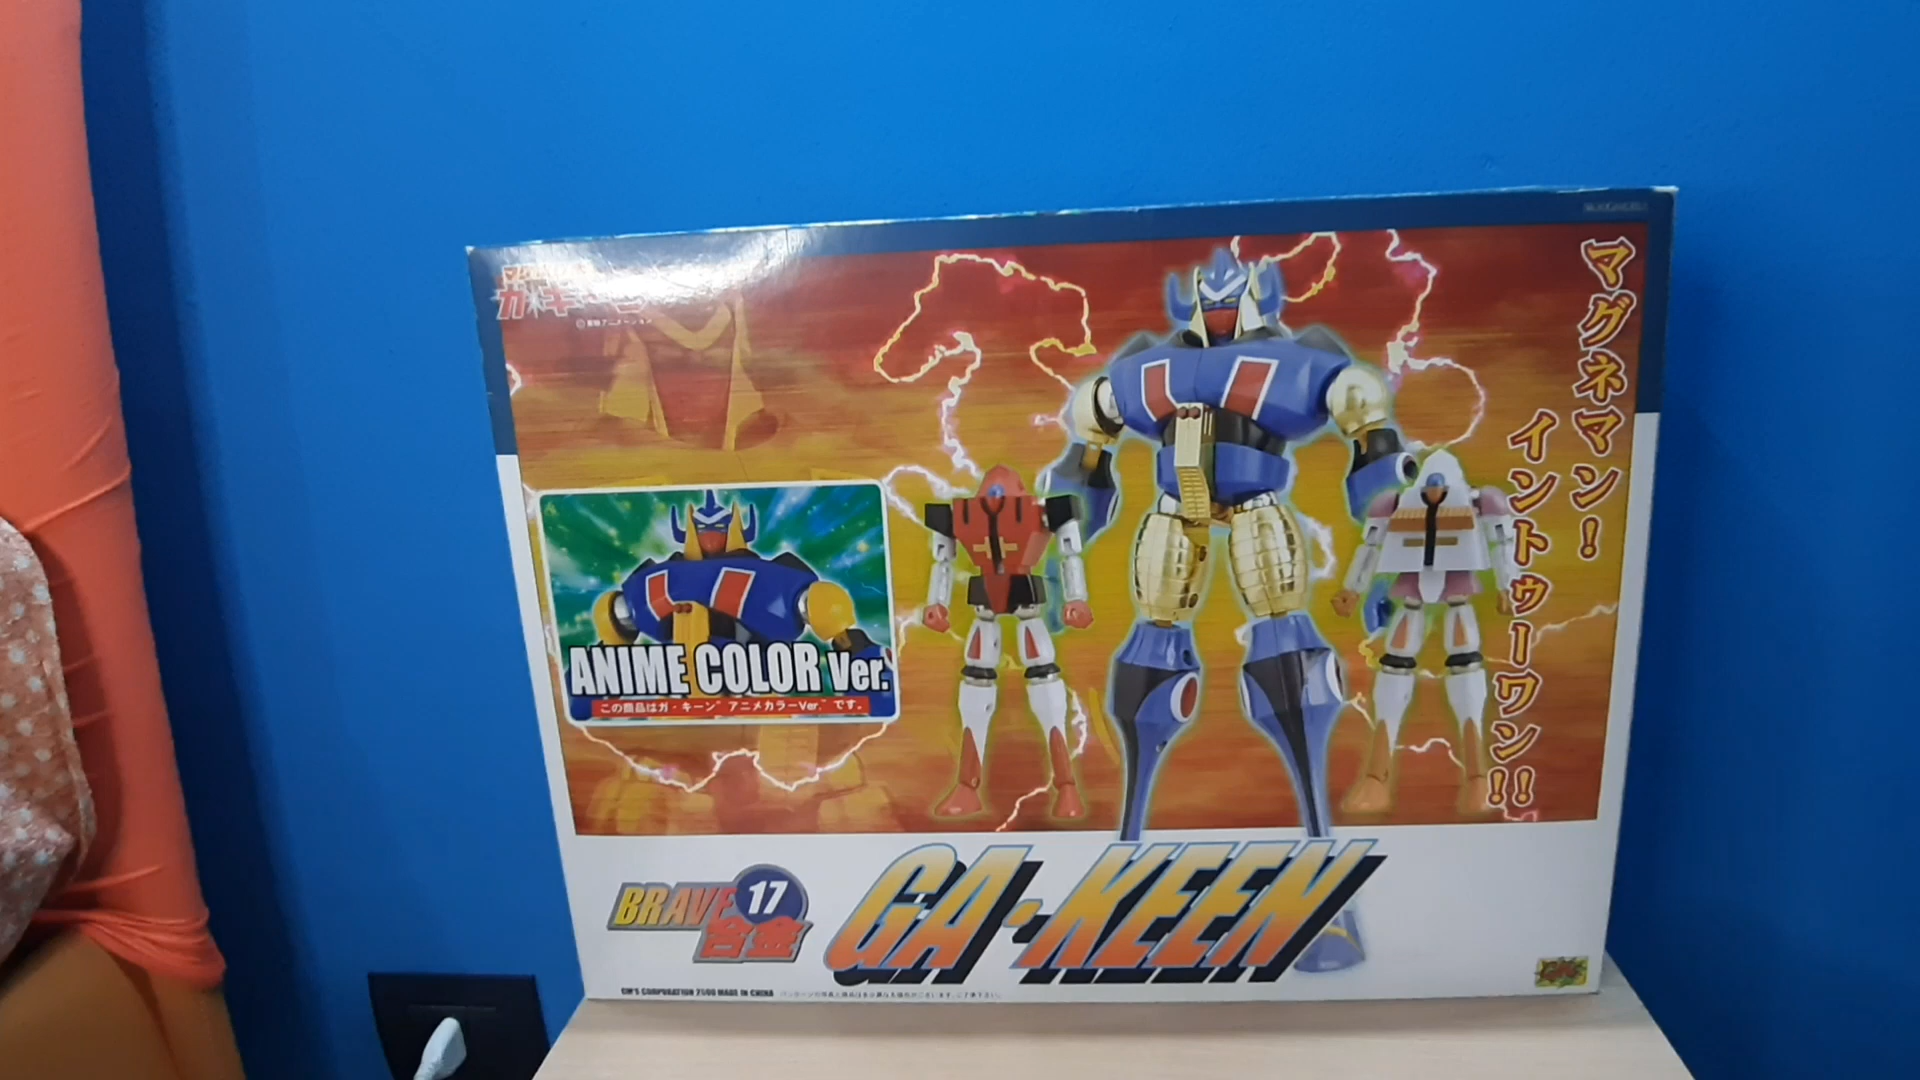 ガ・キーン
マグネマン!
イントゥーワン!!
ANIME COLOR Ver.
この商品はガ・キーン"アニメカラーVer."です。
BRAVE 17
合金
GA・KEEN
CM'S CORPORATION 2500 MADE IN CHINA